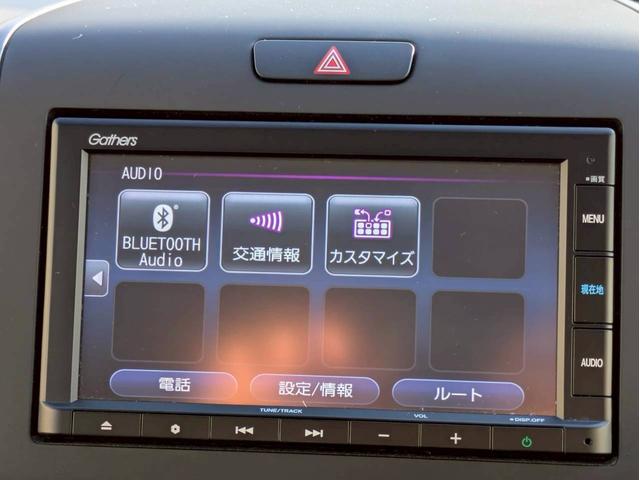 Gathers
AUDIO
■画質
BLUETOOTH
Audio
交通情報
カスタマイズ
MENU
現在地
AUDIO
電話
設定/情報
ルート
TUNE/TRACK
VOL
DISP.OFF